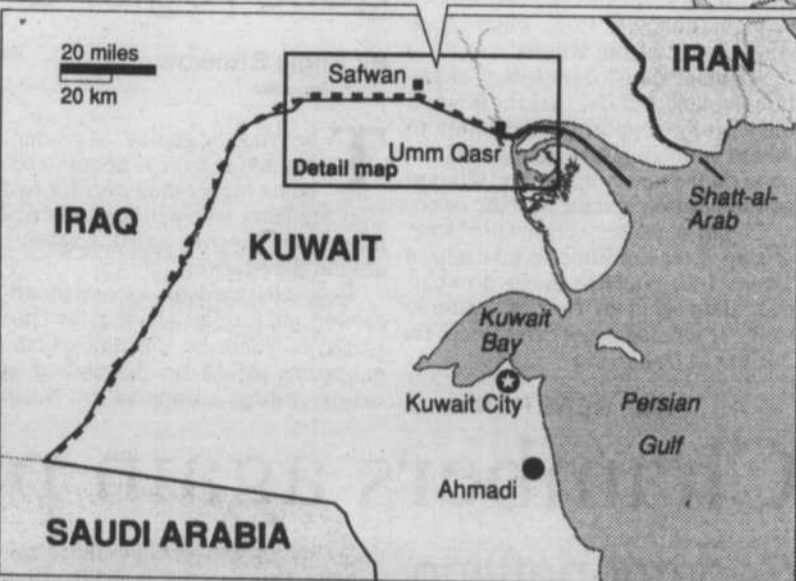 20 miles
20 km
Safwan
IRAN
Umm Qasr
Detail map
Shatt-al-
Arab
IRAQ
KUWAIT
Kuwait
Bay
Kuwait City
Persian
Gulf
Ahmadi
SAUDI ARABIA